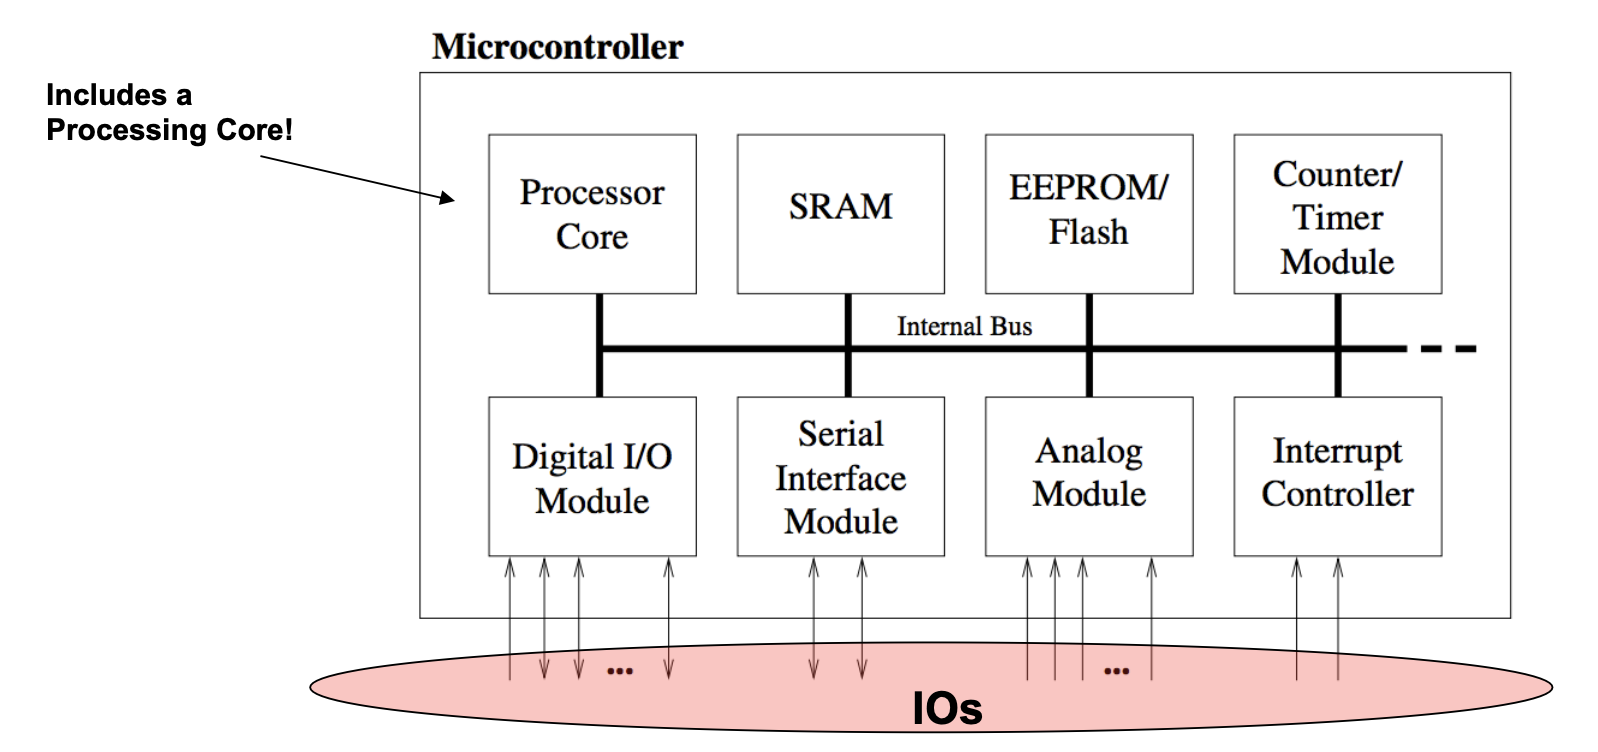 Microcontroller
Includes a
Processing Core!
Processor
Core
SRAM
EEPROM/
Flash
Counter/
Timer
Module
Internal Bus
Digital I/O
Module
Serial
Interface
Module
Analog
Module
Interrupt
Controller
...
...
IOs